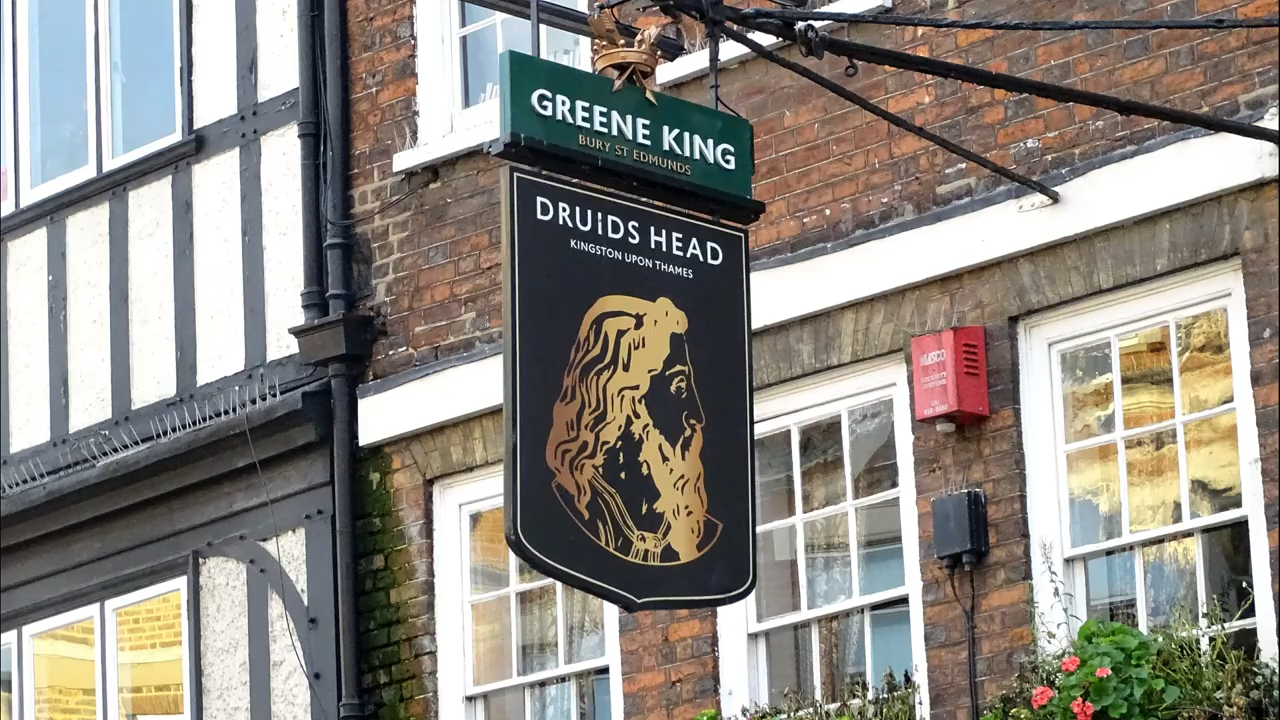 GREENE KING
BURY ST EDMUNDS
DRUIDS HEAD
KINGSTON UPON THAMES